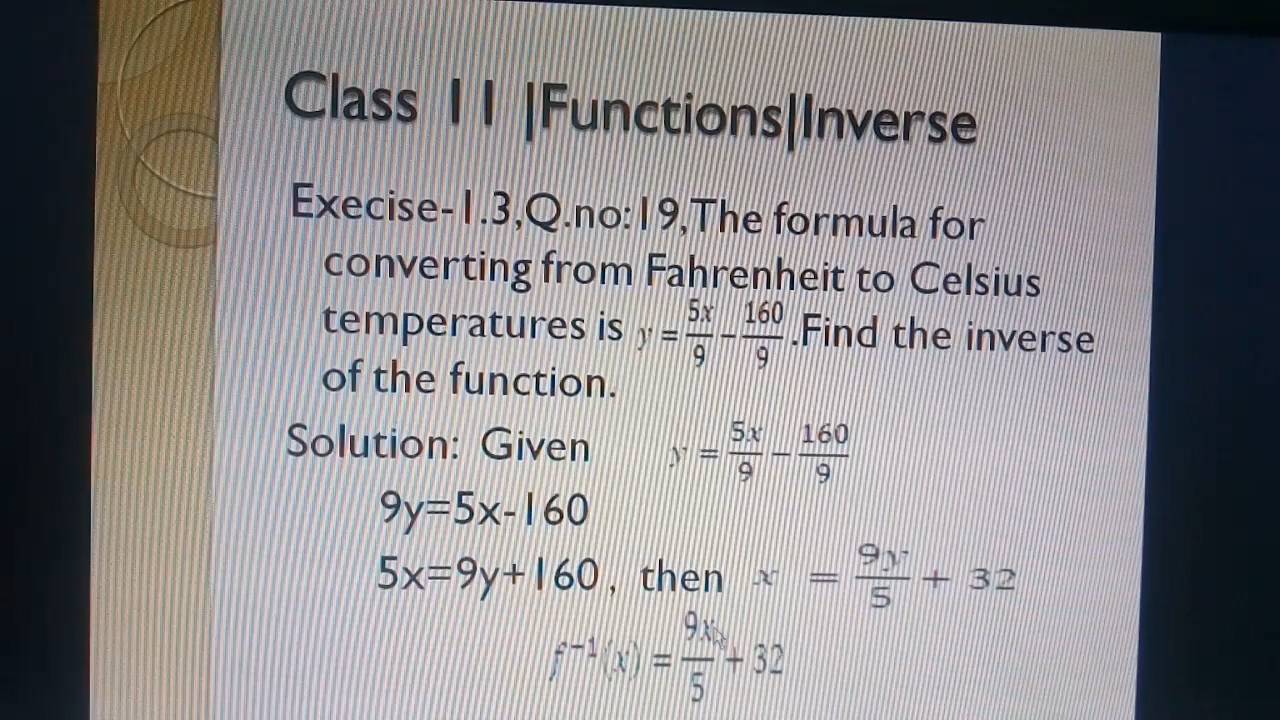 Class 11 |Functions|Inverse
Execise-1.3,Q.no:19,The formula for
converting from Fahrenheit to Celsius
temperatures is y = 5x/9 − 160/9 .Find the inverse
of the function.
Solution: Given y = 5x/9 − 160/9
9y=5x-160
5x=9y+160, then x = 9y/5 + 32
f⁻¹(x) = 9x/5 + 32